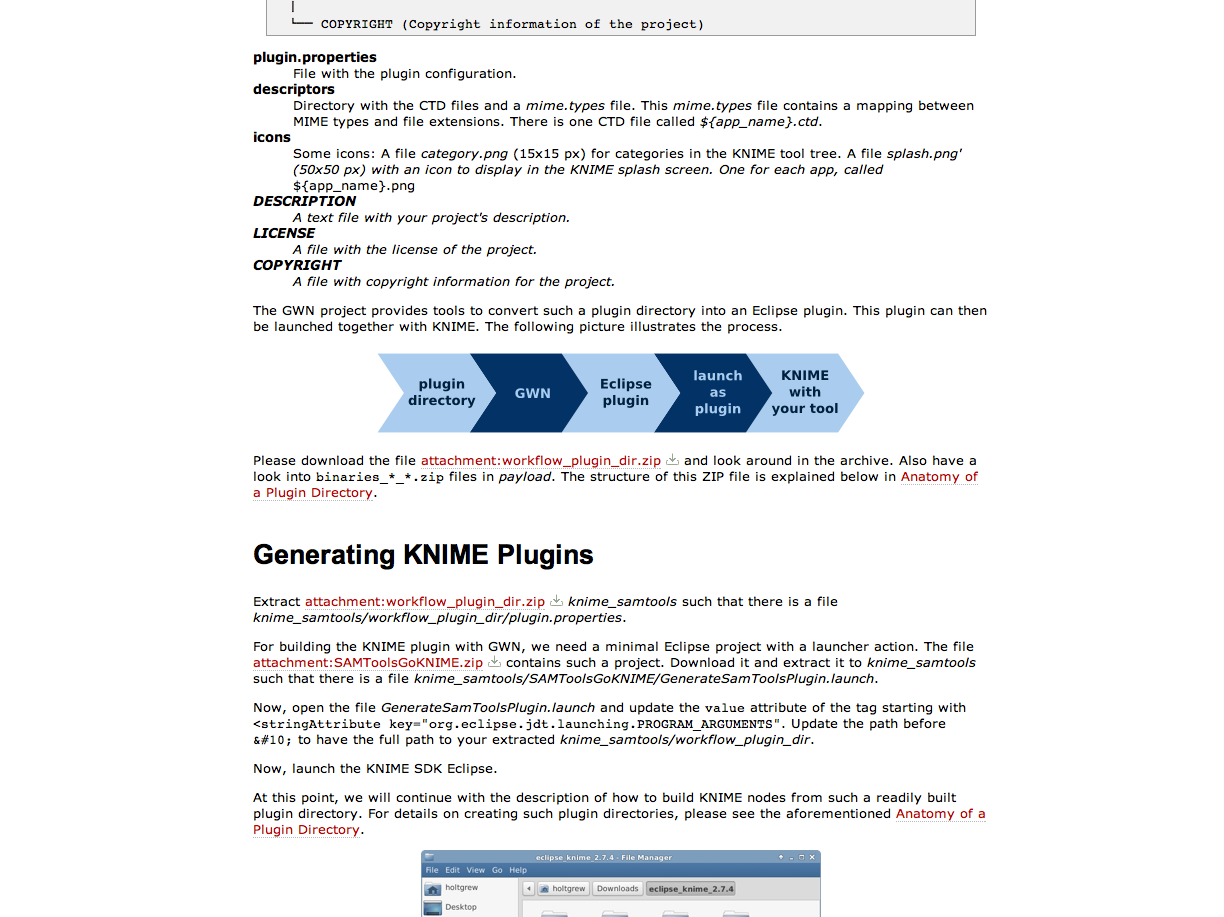 └── COPYRIGHT (Copyright information of the project)
plugin.properties
File with the plugin configuration.
descriptors
Directory with the CTD files and a mime.types file. This mime.types file contains a mapping between
MIME types and file extensions. There is one CTD file called ${app_name}.ctd.
icons
Some icons: A file category.png (15x15 px) for categories in the KNIME tool tree. A file splash.png'
(50x50 px) with an icon to display in the KNIME splash screen. One for each app, called
${app_name}.png
DESCRIPTION
A text file with your project's description.
LICENSE
A file with the license of the project.
COPYRIGHT
A file with copyright information for the project.
The GWN project provides tools to convert such a plugin directory into an Eclipse plugin. This plugin can then
be launched together with KNIME. The following picture illustrates the process.
plugin
directory
GWN
Eclipse
plugin
launch
as
plugin
KNIME
with
your tool
Please download the file attachment:workflow_plugin_dir.zip and look around in the archive. Also have a
look into binaries_*_*.zip files in payload. The structure of this ZIP file is explained below in Anatomy of
a Plugin Directory.
Generating KNIME Plugins
Extract attachment:workflow_plugin_dir.zip knime_samtools such that there is a file
knime_samtools/workflow_plugin_dir/plugin.properties.
For building the KNIME plugin with GWN, we need a minimal Eclipse project with a launcher action. The file
attachment:SAMToolsGoKNIME.zip contains such a project. Download it and extract it to knime_samtools
such that there is a file knime_samtools/SAMToolsGoKNIME/GenerateSamToolsPlugin.launch.
Now, open the file GenerateSamToolsPlugin.launch and update the value attribute of the tag starting with
<stringAttribute key="org.eclipse.jdt.launching.PROGRAM_ARGUMENTS". Update the path before
&#10; to have the full path to your extracted knime_samtools/workflow_plugin_dir.
Now, launch the KNIME SDK Eclipse.
At this point, we will continue with the description of how to build KNIME nodes from such a readily built
plugin directory. For details on creating such plugin directories, please see the aforementioned Anatomy of a
Plugin Directory.
eclipse_knime_2.7.4 - File Manager
File Edit View Go Help
holtgrew
holtgrew Downloads eclipse_knime_2.7.4
Desktop